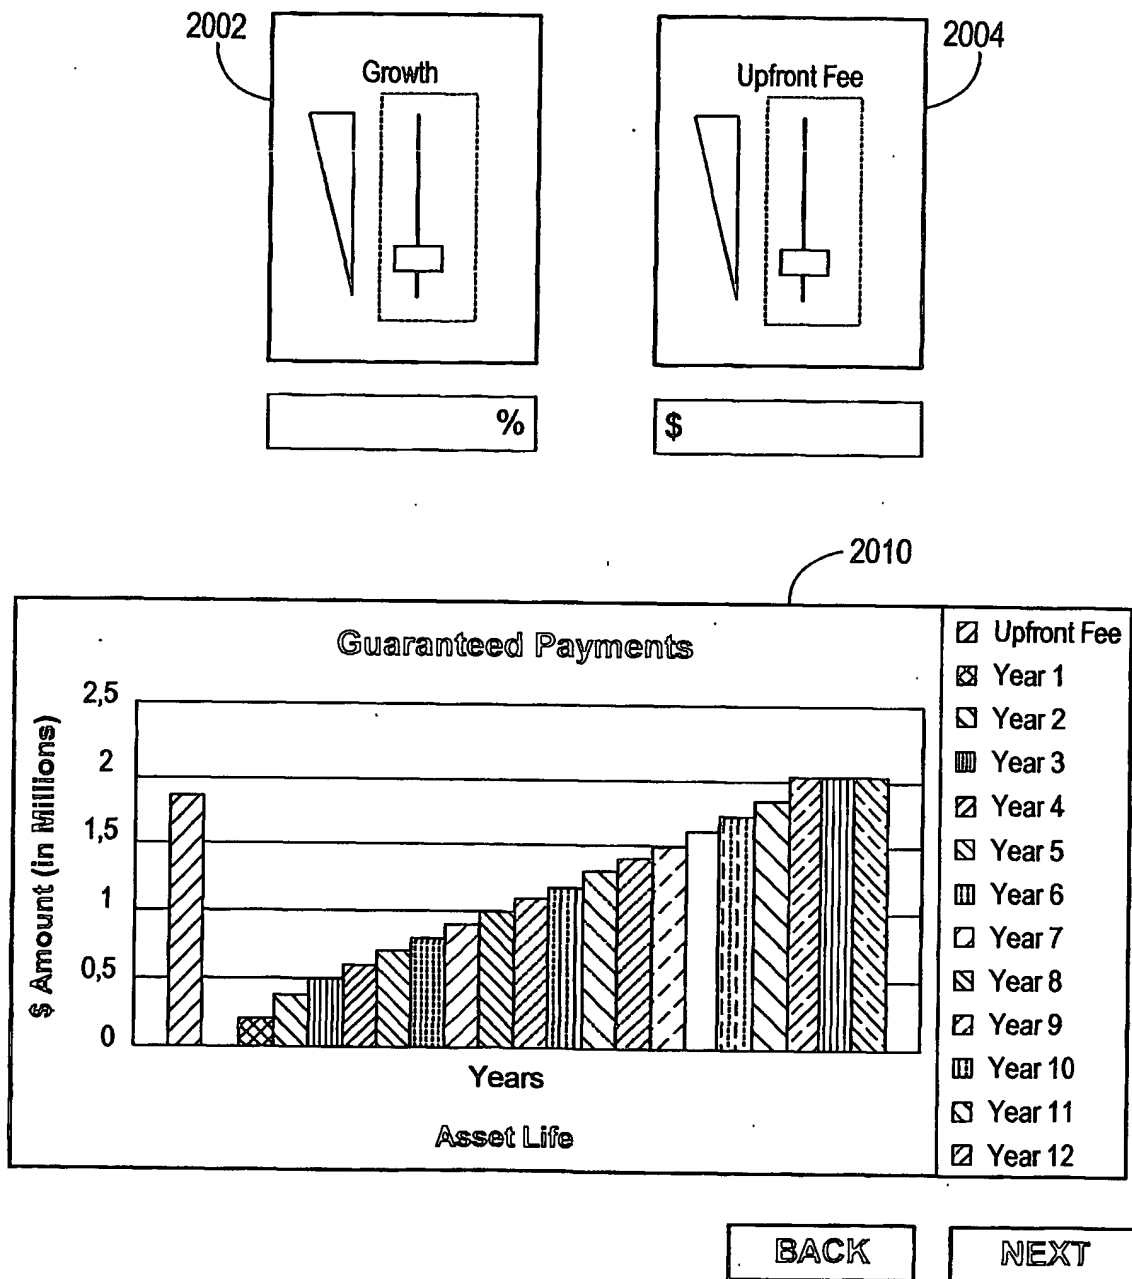 2002
2004
Growth
Upfront Fee
%
$
2010
Guaranteed Payments
$ Amount (in Millions)
2,5
2
1,5
1
0,5
0
Years
Asset Life
Upfront Fee
Year 1
Year 2
Year 3
Year 4
Year 5
Year 6
Year 7
Year 8
Year 9
Year 10
Year 11
Year 12
BACK
NEXT